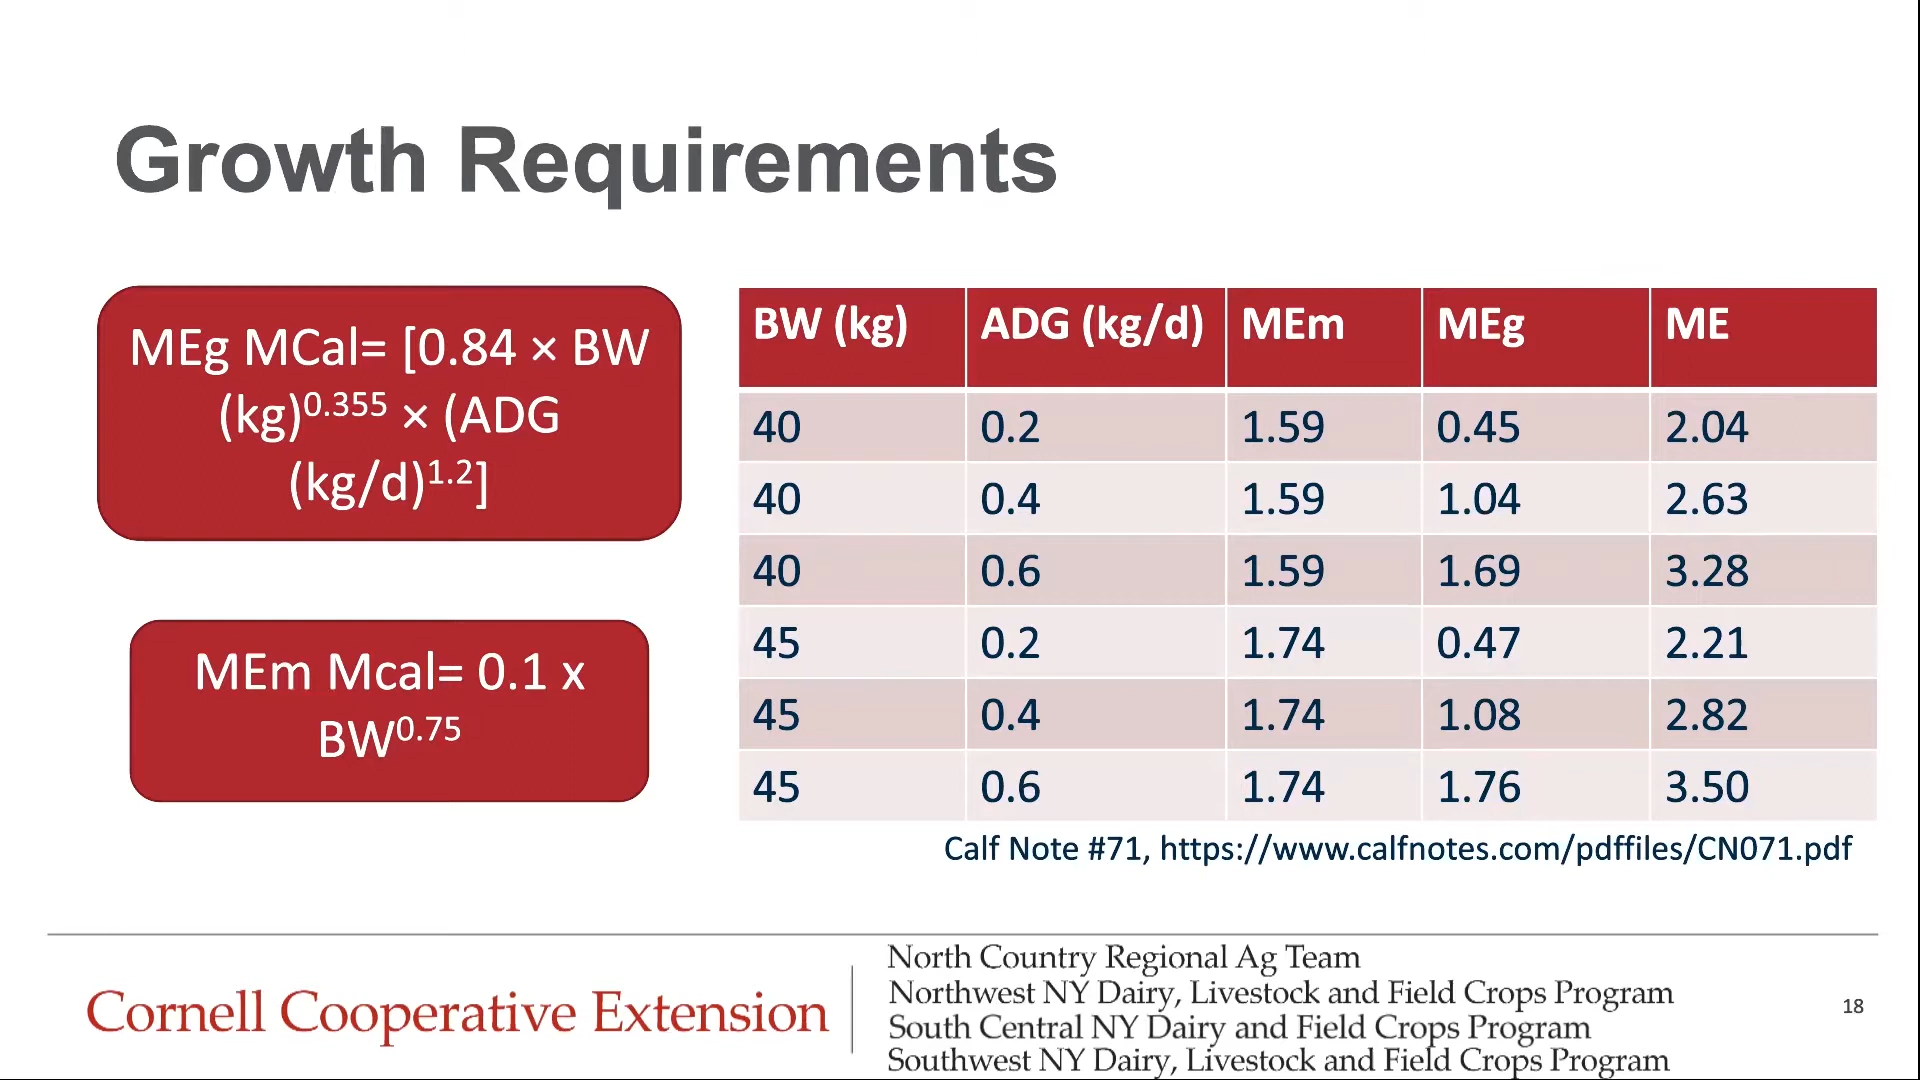 Growth Requirements
MEg MCal= [0.84 × BW
(kg)⁰·³⁵⁵ × (ADG
(kg/d)¹·²]
MEm Mcal= 0.1 x
BW⁰·⁷⁵
BW (kg) ADG (kg/d) MEm MEg ME
40 0.2 1.59 0.45 2.04
40 0.4 1.59 1.04 2.63
40 0.6 1.59 1.69 3.28
45 0.2 1.74 0.47 2.21
45 0.4 1.74 1.08 2.82
45 0.6 1.74 1.76 3.50
Calf Note #71, https://www.calfnotes.com/pdffiles/CN071.pdf
Cornell Cooperative Extension
North Country Regional Ag Team
Northwest NY Dairy, Livestock and Field Crops Program
South Central NY Dairy and Field Crops Program
Southwest NY Dairy, Livestock and Field Crops Program
18